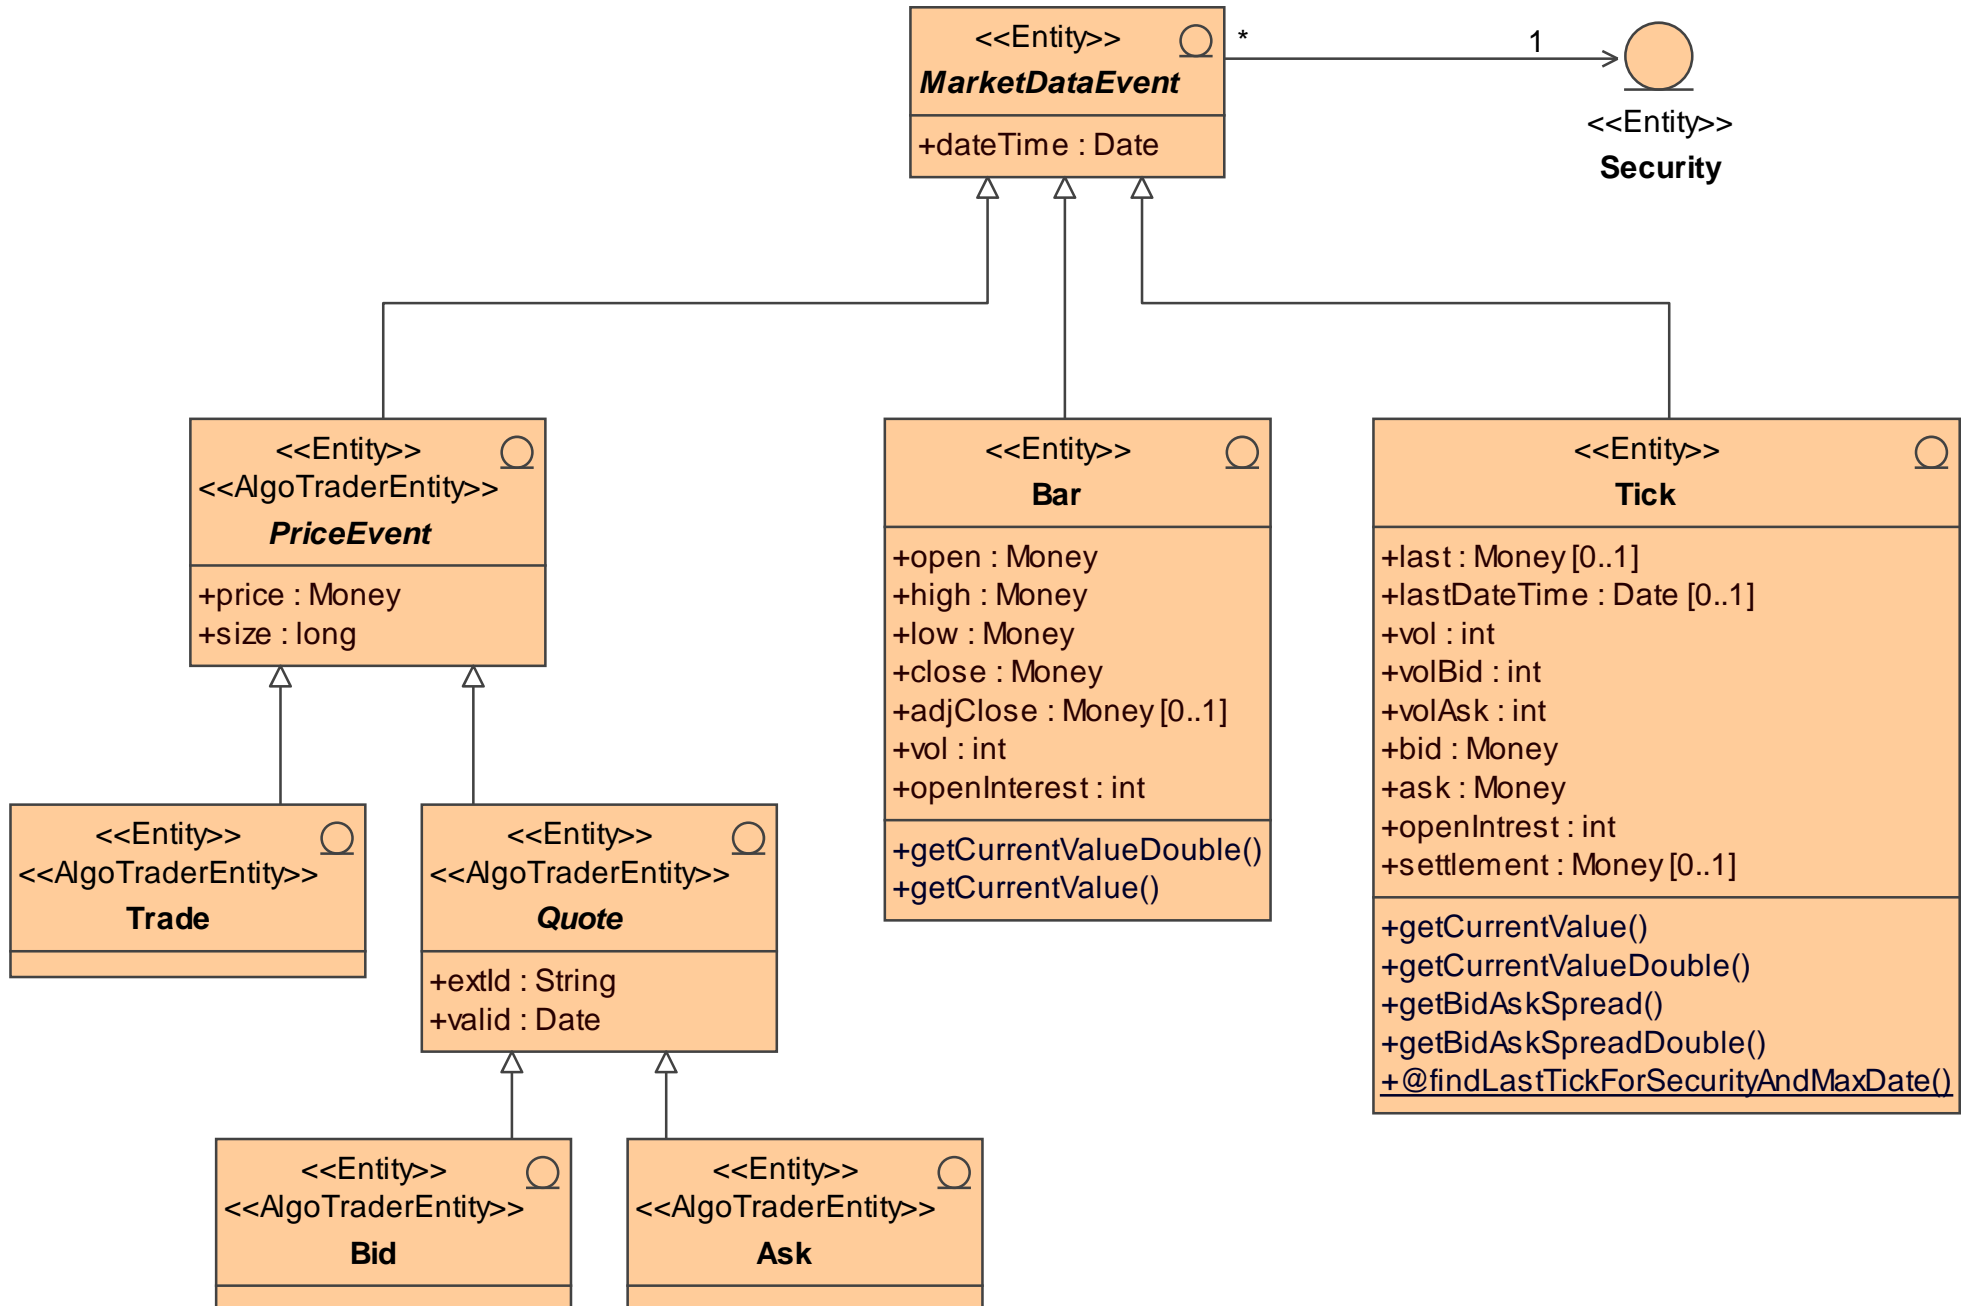 <<Entity>>
MarketDataEvent
+dateTime : Date
*
1
<<Entity>>
Security
<<Entity>>
<<AlgoTraderEntity>>
PriceEvent
+price : Money
+size : long
<<Entity>>
Bar
+open : Money
+high : Money
+low : Money
+close : Money
+adjClose : Money [0..1]
+vol : int
+openInterest : int
+getCurrentValueDouble()
+getCurrentValue()
<<Entity>>
Tick
+last : Money [0..1]
+lastDateTime : Date [0..1]
+vol : int
+volBid : int
+volAsk : int
+bid : Money
+ask : Money
+openIntrest : int
+settlement : Money [0..1]
+getCurrentValue()
+getCurrentValueDouble()
+getBidAskSpread()
+getBidAskSpreadDouble()
+@findLastTickForSecurityAndMaxDate()
<<Entity>>
<<AlgoTraderEntity>>
Trade
<<Entity>>
<<AlgoTraderEntity>>
Quote
+extId : String
+valid : Date
<<Entity>>
<<AlgoTraderEntity>>
Bid
<<Entity>>
<<AlgoTraderEntity>>
Ask